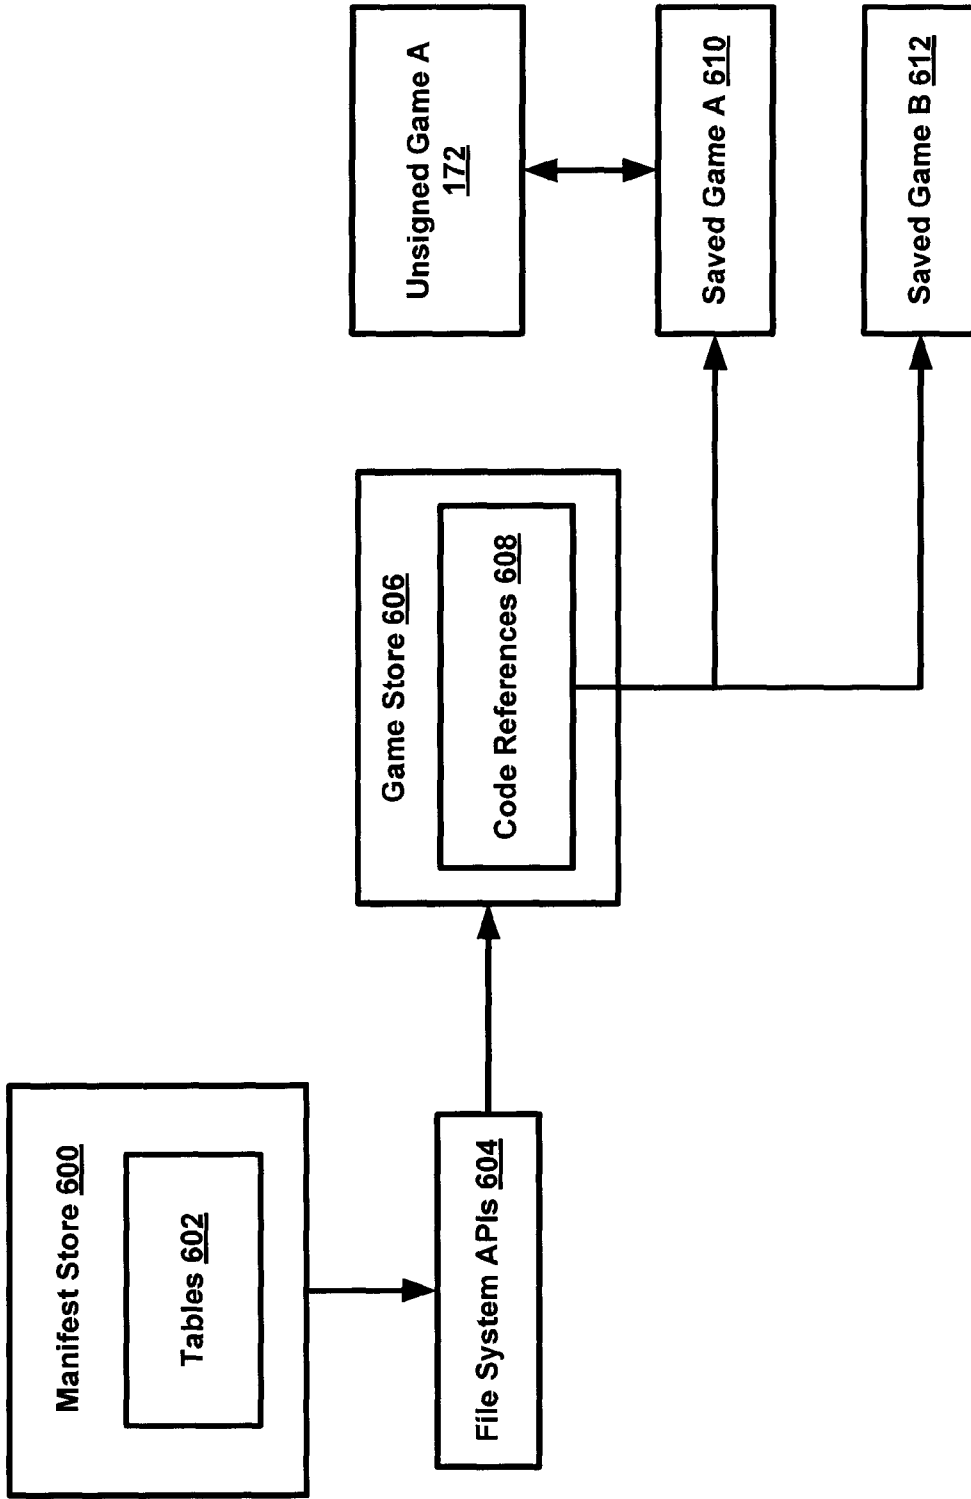 Manifest Store 600
Tables 602
File System APIs 604
Game Store 606
Code References 608
Unsigned Game A
172
Saved Game A 610
Saved Game B 612